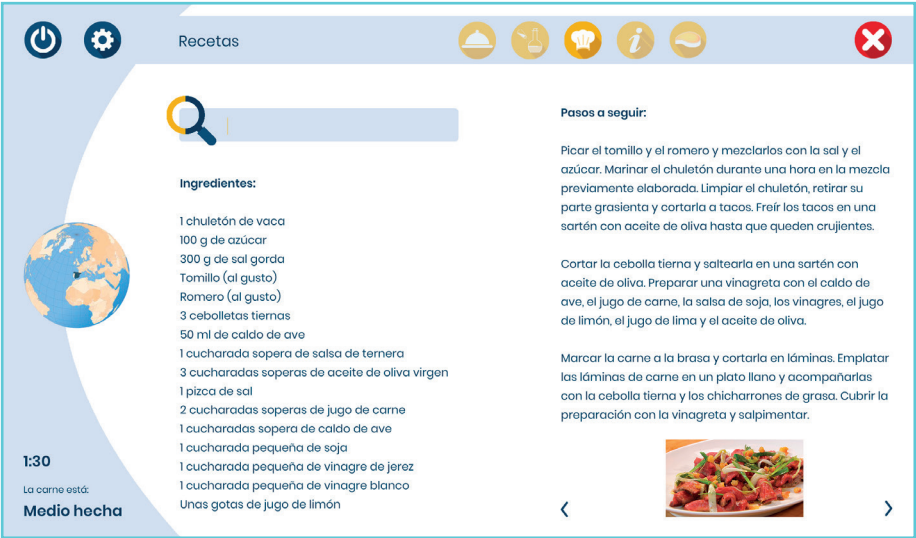 Recetas
Ingredientes:
1 chuletón de vaca
100 g de azúcar
300 g de sal gorda
Tomillo (al gusto)
Romero (al gusto)
3 cebolletas tiernas
50 ml de caldo de ave
1 cucharada sopera de salsa de ternera
3 cucharadas soperas de aceite de oliva virgen
1 pizca de sal
2 cucharadas soperas de jugo de carne
1 cucharadas sopera de caldo de ave
1 cucharada pequeña de soja
1 cucharada pequeña de vinagre de jerez
1 cucharada pequeña de vinagre blanco
Unas gotas de jugo de limón
Pasos a seguir:
Picar el tomillo y el romero y mezclarlos con la sal y el
azúcar. Marinar el chuletón durante una hora en la mezcla
previamente elaborada. Limpiar el chuletón, retirar su
parte grasienta y cortarla a tacos. Freír los tacos en una
sartén con aceite de oliva hasta que queden crujientes.
Cortar la cebolla tierna y saltearla en una sartén con
aceite de oliva. Preparar una vinagreta con el caldo de
ave, el jugo de carne, la salsa de soja, los vinagres, el jugo
de limón, el jugo de lima y el aceite de oliva.
Marcar la carne a la brasa y cortarla en láminas. Emplatar
las láminas de carne en un plato llano y acompañarlas
con la cebolla tierna y los chicharrones de grasa. Cubrir la
preparación con la vinagreta y salpimentar.
1:30
La carne está:
Medio hecha